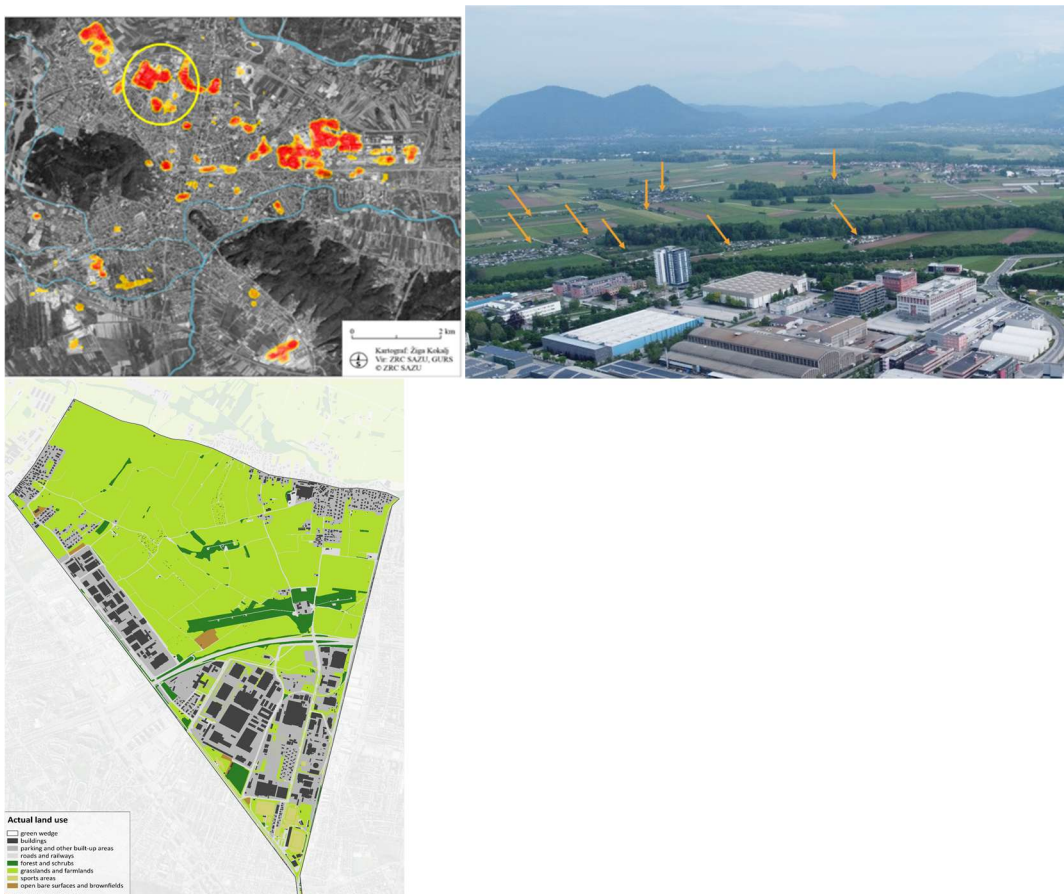 0 2 km
Kartograf: Žiga Kokalj
Vir: ZRC SAZU, GURS
© ZRC SAZU
Actual land use
green wedge
buildings
parking and other built-up areas
roads and railways
forest and schrubs
grasslands and farmlands
sports areas
open bare surfaces and brownfields